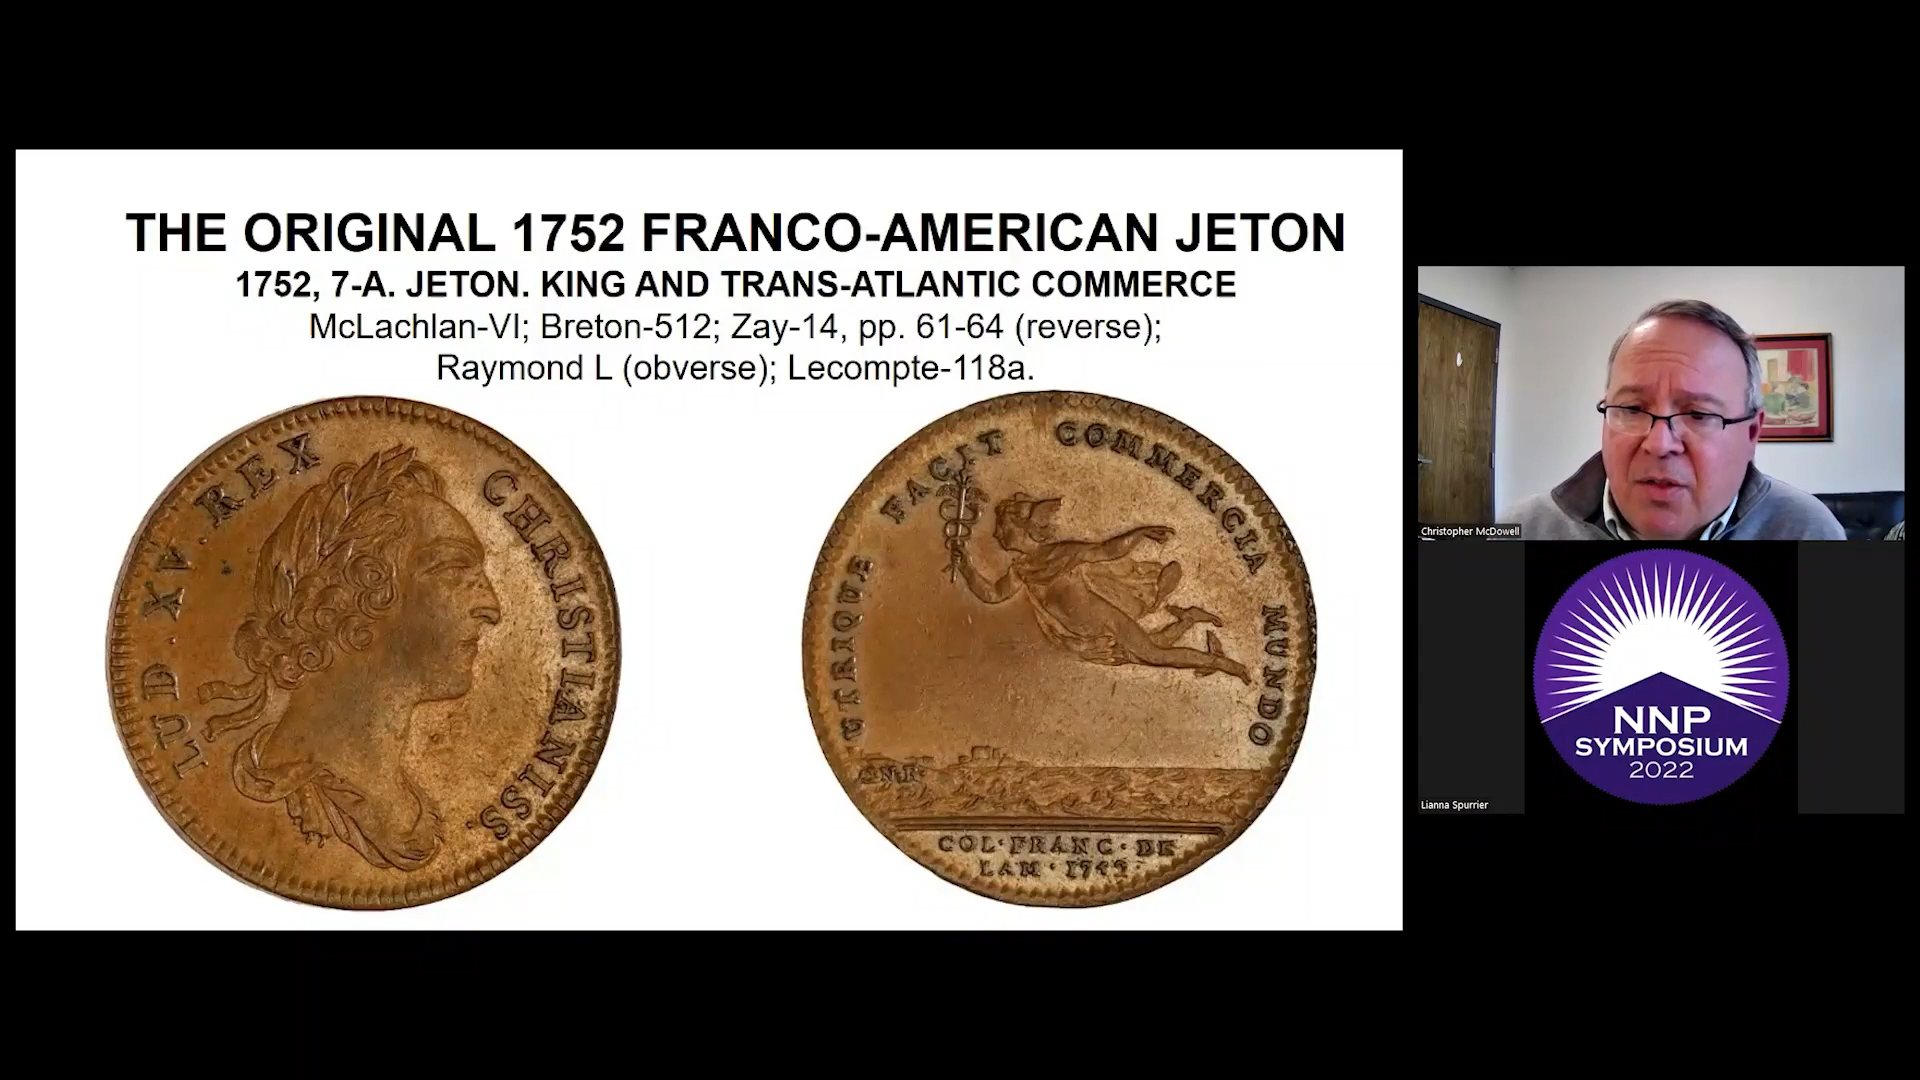 THE ORIGINAL 1752 FRANCO-AMERICAN JETON
1752, 7-A. JETON. KING AND TRANS-ATLANTIC COMMERCE
McLachlan-VI; Breton-512; Zay-14, pp. 61-64 (reverse);
Raymond L (obverse); Lecompte-118a.
LUD . XV . REX
CHRISTIANISS.
UTRIQUE FACIT COMMERCIA MUNDO
COL·FRANC·DE
LAM·
Christopher McDowell
NNP
SYMPOSIUM
2022
Lianna Spurrier